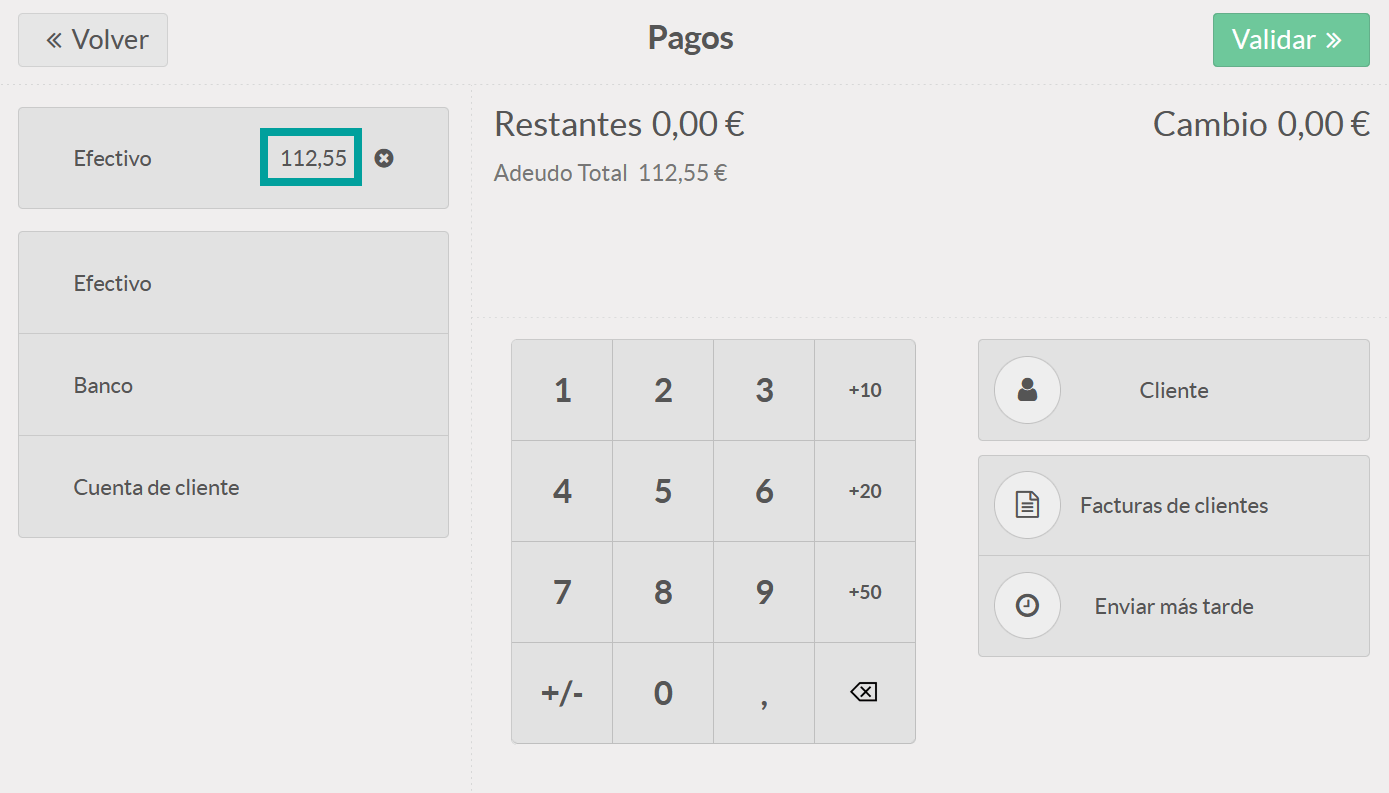 « Volver
Pagos
Validar »
Efectivo 112,55
Restantes 0,00 €
Cambio 0,00 €
Adeudo Total 112,55 €
Efectivo
Banco
Cuenta de cliente
1 2 3 +10
4 5 6 +20
7 8 9 +50
+/- 0 ,
Cliente
Facturas de clientes
Enviar más tarde